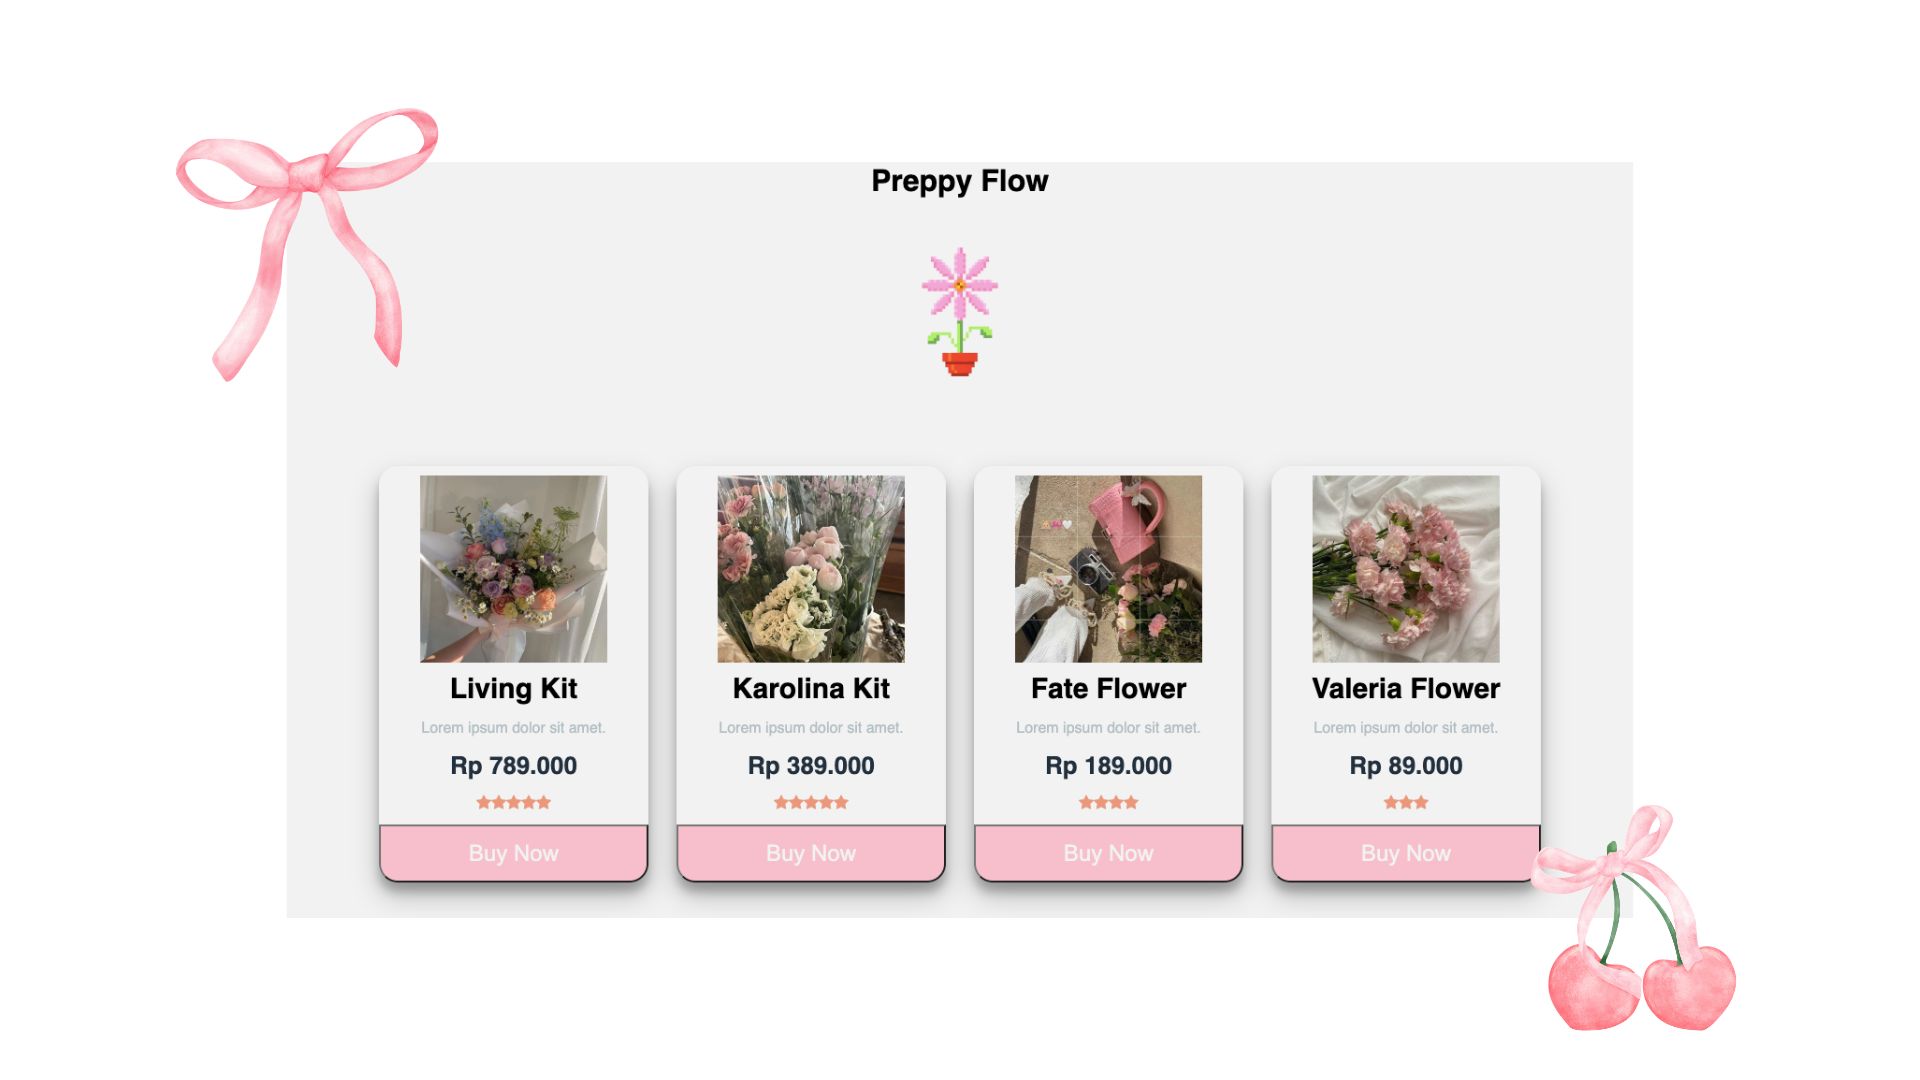 Preppy Flow
Living Kit
Lorem ipsum dolor sit amet.
Rp 789.000
Buy Now
Karolina Kit
Lorem ipsum dolor sit amet.
Rp 389.000
Buy Now
Fate Flower
Lorem ipsum dolor sit amet.
Rp 189.000
Buy Now
Valeria Flower
Lorem ipsum dolor sit amet.
Rp 89.000
Buy Now